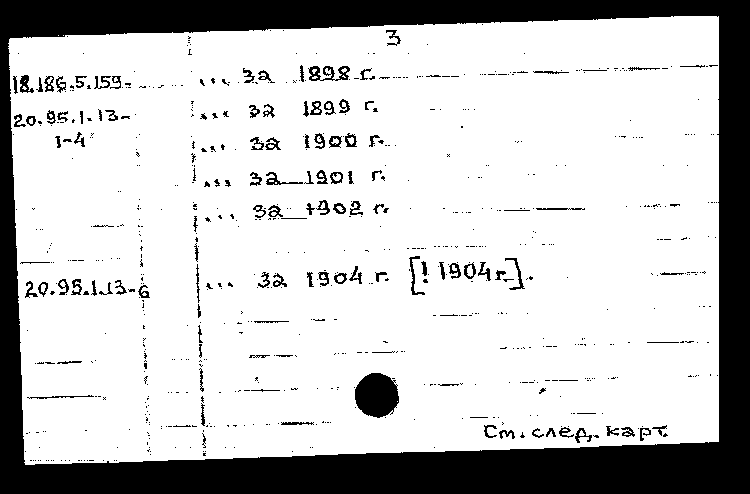 3
18.186.5.159- ... за 1898 г.
20.95.1.13- ... за 1899 г.
1-4 ... за 1900 г.
... за 1901 г.
... за 1902 г.
20.95.1.13-6 ... за 1904 г. [! 1904 г.].
См. след. карт.